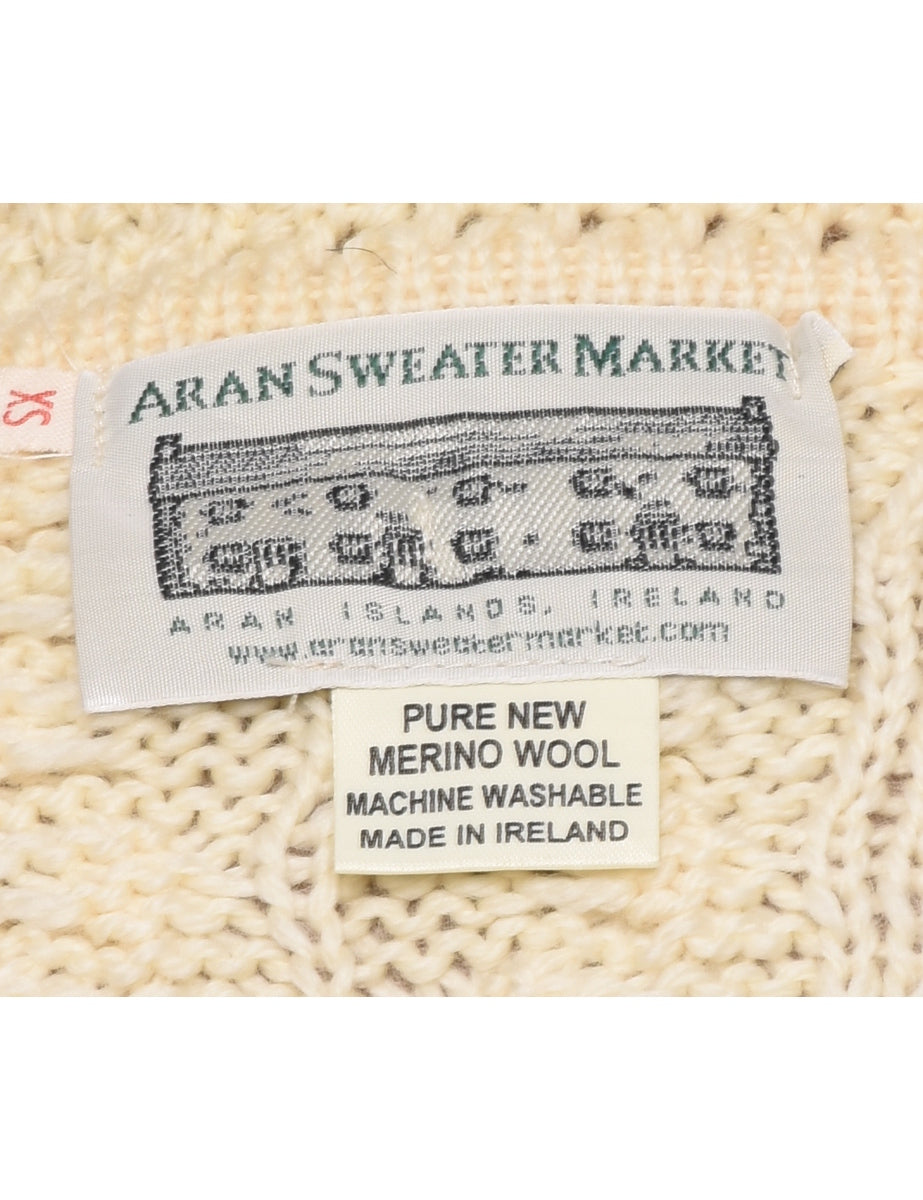 ARAN SWEATER MARKET
XS
ARAN ISLANDS, IRELAND
www.aransweatermarket.com
PURE NEW
MERINO WOOL
MACHINE WASHABLE
MADE IN IRELAND